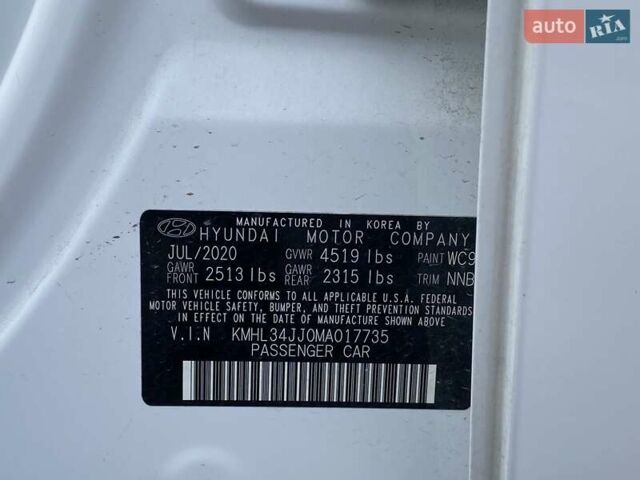 auto RIA.com
MANUFACTURED IN KOREA BY
HYUNDAI MOTOR COMPANY
JUL/2020 GVWR 4519 lbs PAINT WC9
GAWR FRONT 2513 lbs GAWR REAR 2315 lbs TRIM NNB
THIS VEHICLE CONFORMS TO ALL APPLICABLE U.S.A. FEDERAL
MOTOR VEHICLE SAFETY, BUMPER, AND THEFT PREVENTION STANDARDS
IN EFFECT ON THE DATE OF MANUFACTURE SHOWN ABOVE.
V.I.N KMHL34JJ0MA017735
PASSENGER CAR